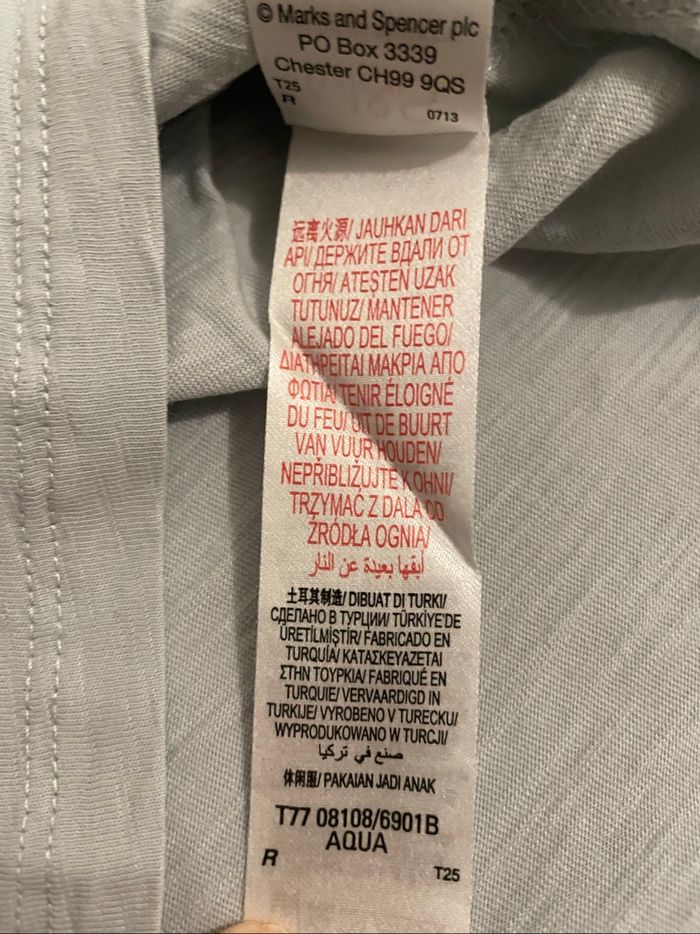 © Marks and Spencer plc
PO Box 3339
Chester CH99 9QS
T25
R
0713
远离火源/ JAUHKAN DARI
API/ ДЕРЖИТЕ ВДАЛИ ОТ
ОГНЯ/ ATEŞTEN UZAK
TUTUNUZ/ MANTENER
ALEJADO DEL FUEGO/
ΔΙΑΤΗΡΕΙΤΑΙ ΜΑΚΡΙΑ ΑΠΟ
ΦΩΤΙΑ/ TENIR ÉLOIGNÉ
DU FEU/ UIT DE BUURT
VAN VUUR HOUDEN/
NEPŘIBLIŽUJTE K OHNI/
TRZYMAĆ Z DALA OD
ŹRÓDŁA OGNIA/
أبقها بعيدة عن النار
土耳其制造/ DIBUAT DI TURKI/
СДЕЛАНО В ТУРЦИИ/ TÜRKİYE'DE
ÜRETİLMİŞTİR/ FABRICADO EN
TURQUÍA/ ΚΑΤΑΣΚΕΥΑΖΕΤΑΙ
ΣΤΗΝ ΤΟΥΡΚΙΑ/ FABRIQUÉ EN
TURQUIE/ VERVAARDIGD IN
TURKIJE/ VYROBENO V TURECKU/
WYPRODUKOWANO W TURCJI/
صنع في تركيا
休闲服/ PAKAIAN JADI ANAK
T77 08108/6901B
AQUA
R
T25